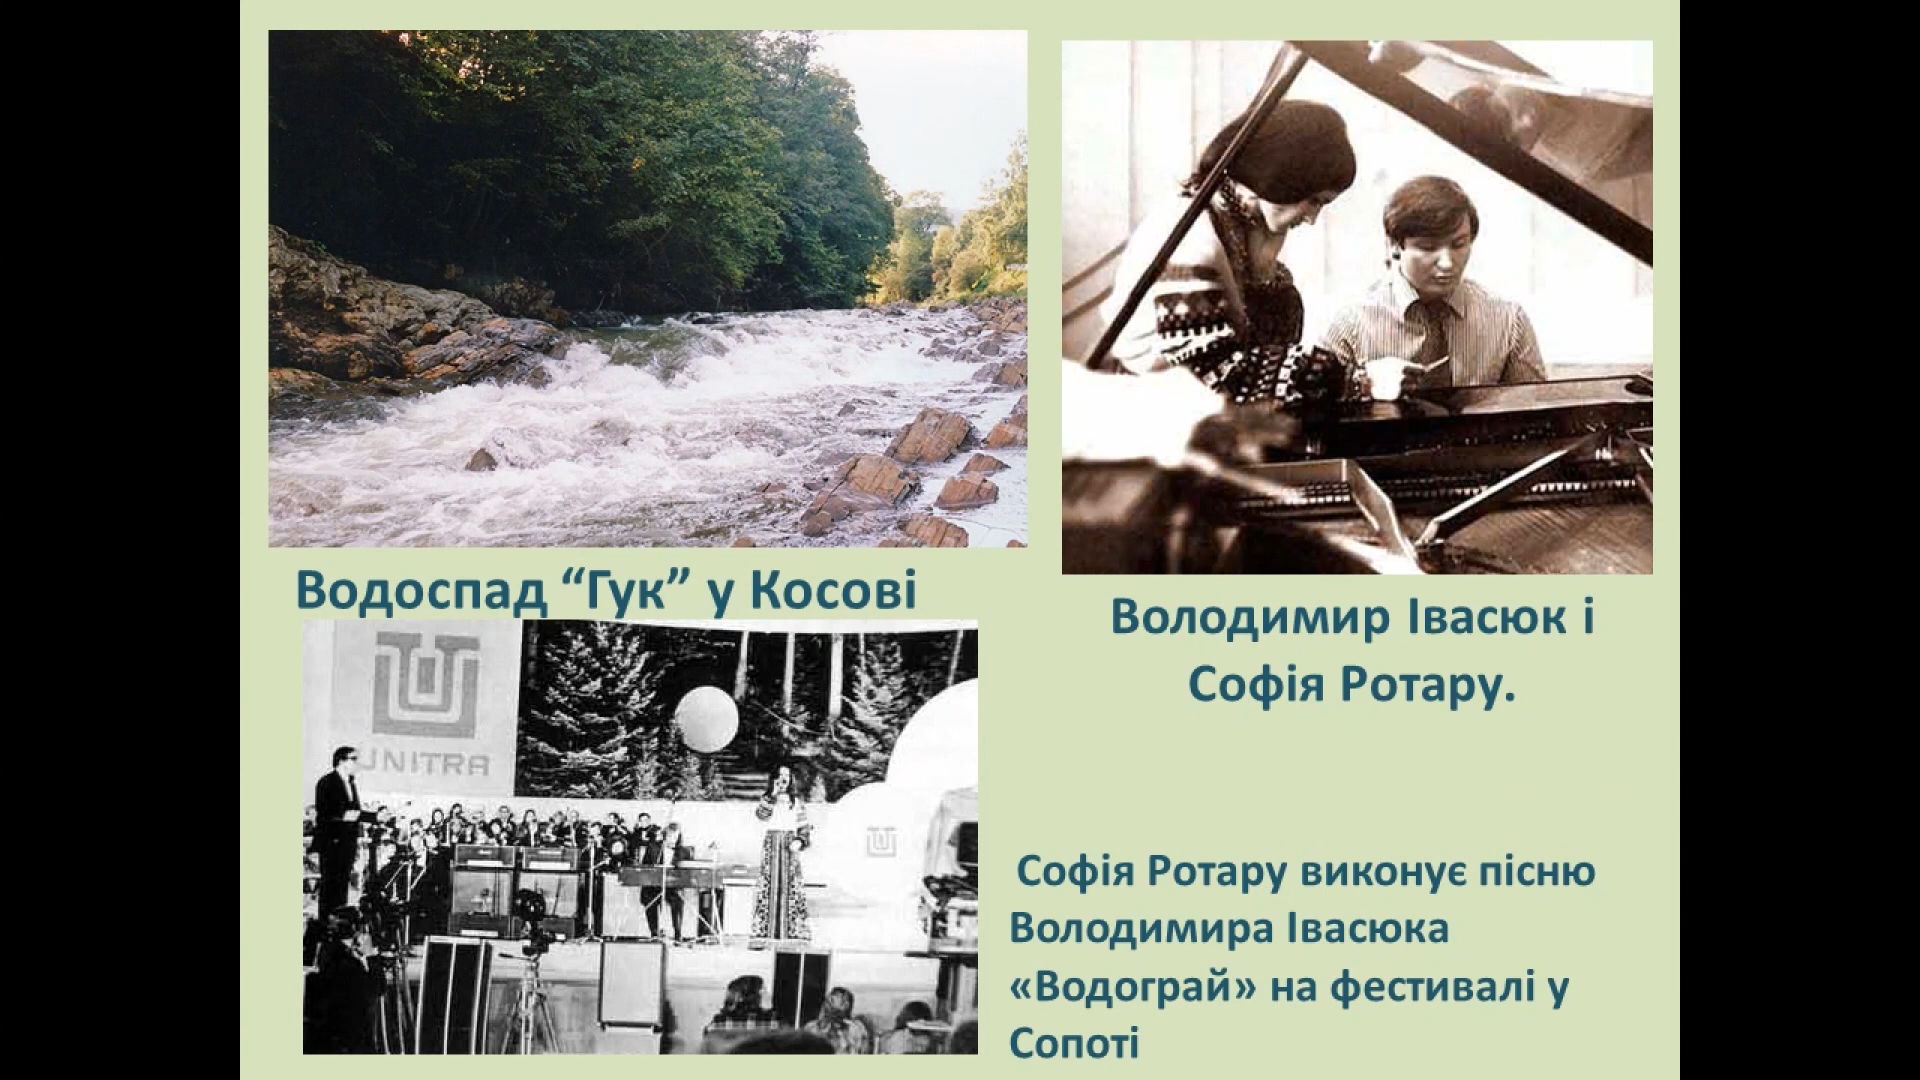 Водоспад “Гук” у Косові
Володимир Івасюк і
Софія Ротару.
UNITRA
Софія Ротару виконує пісню
Володимира Івасюка
«Водограй» на фестивалі у
Сопоті